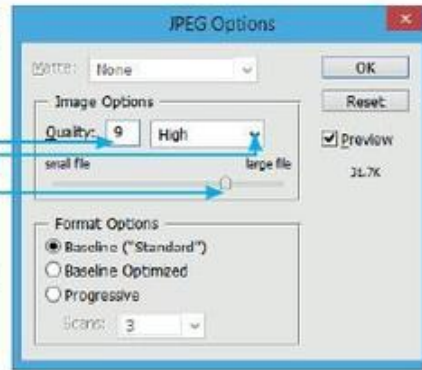 JPEG Options
Matte: None
OK
Image Options
Reset
Quality: 9 High
Preview
small file large file
31.7K
Format Options
Baseline ("Standard")
Baseline Optimized
Progressive
Scans: 3